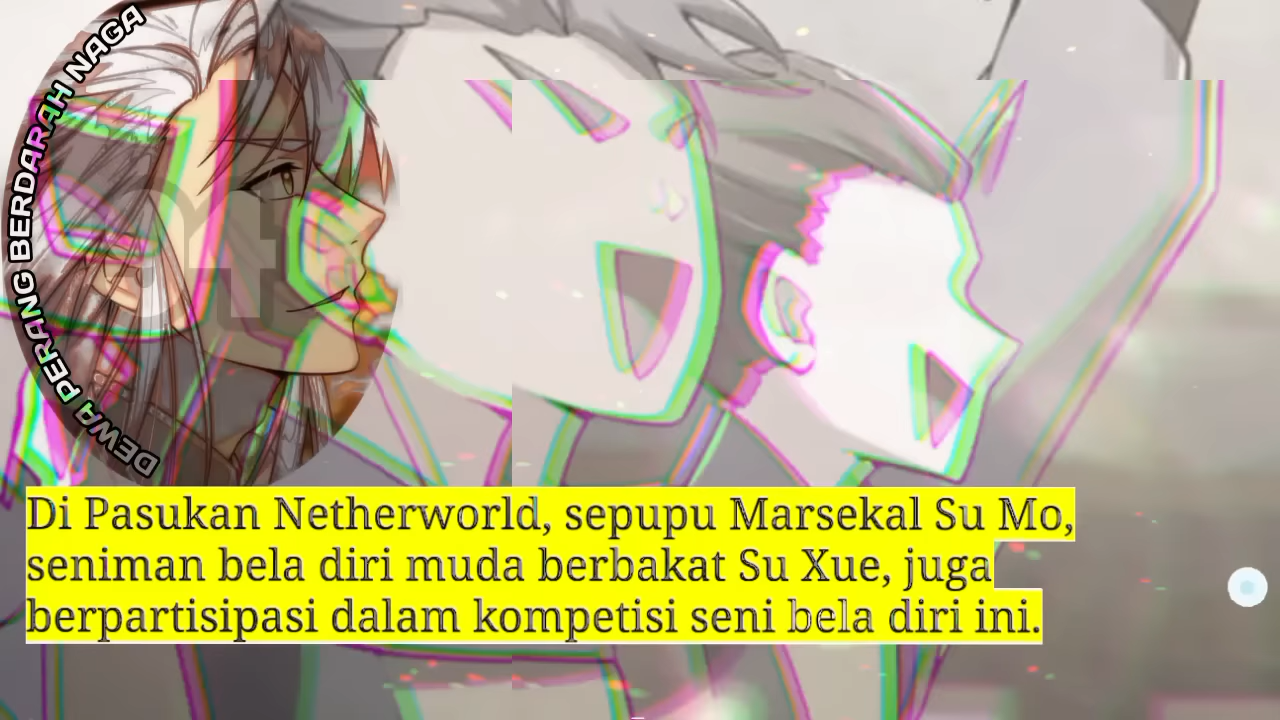 DEWA PERANG BERDARAH NAGA
94
Di Pasukan Netherworld, sepupu Marsekal Su Mo,
seniman bela diri muda berbakat Su Xue, juga
berpartisipasi dalam kompetisi seni bela diri ini.